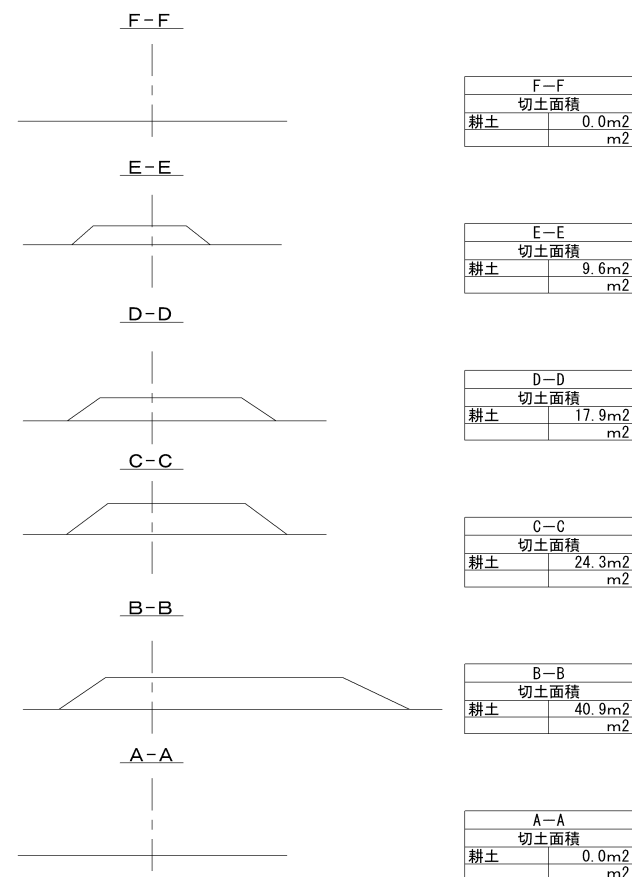 F-F
F－F
切土面積
耕土 0.0m2
m2
E-E
E－E
切土面積
耕土 9.6m2
m2
D-D
D－D
切土面積
耕土 17.9m2
m2
C-C
C－C
切土面積
耕土 24.3m2
m2
B-B
B－B
切土面積
耕土 40.9m2
m2
A-A
A－A
切土面積
耕土 0.0m2
m2